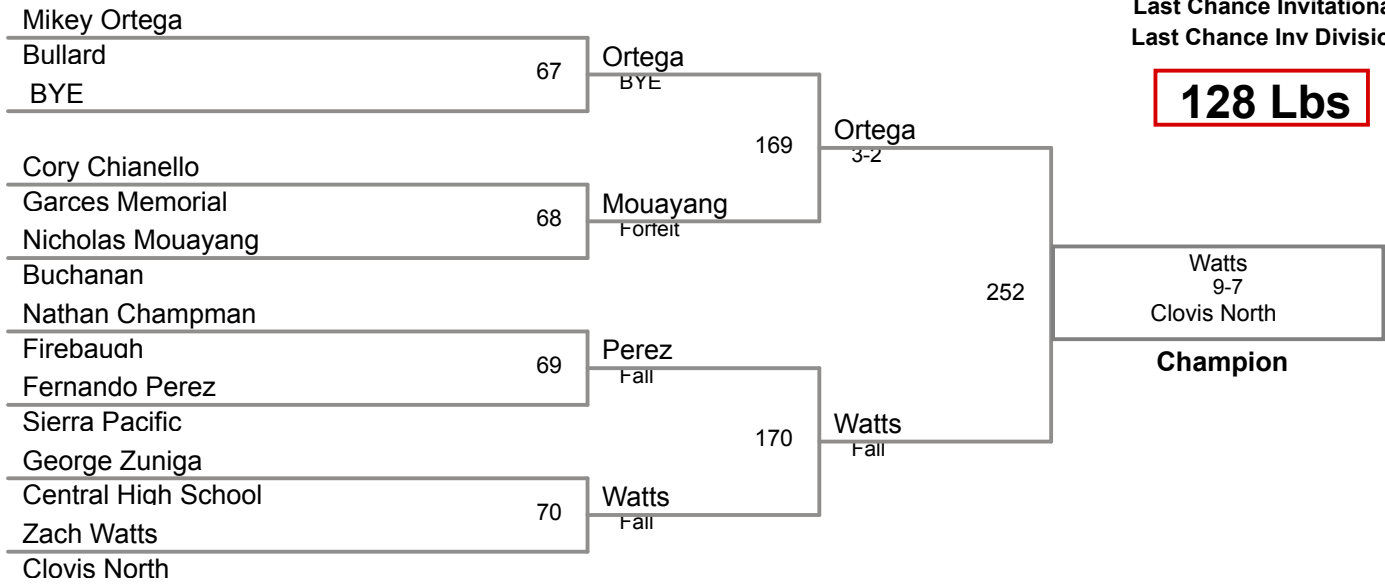 Last Chance Invitationa
Last Chance Inv Divisio
128 Lbs
Mikey Ortega
Bullard
BYE
67
Ortega
BYE
Cory Chianello
Garces Memorial
Nicholas Mouayang
Buchanan
68
Mouayang
Forfeit
169
Ortega
3-2
Nathan Champman
Firebaugh
Fernando Perez
Sierra Pacific
69
Perez
Fall
George Zuniga
Central High School
Zach Watts
Clovis North
70
Watts
Fall
170
Watts
Fall
252
Watts
9-7
Clovis North
Champion